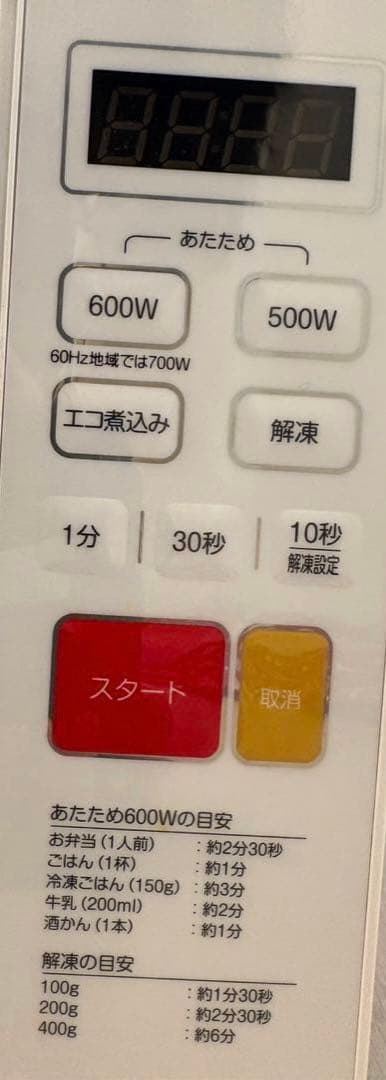 あたため
600W 500W
60Hz地域では700W
エコ煮込み 解凍
1分 30秒 10秒
解凍設定
スタート 取消
あたため600Wの目安
お弁当(1人前) :約2分30秒
ごはん(1杯) :約1分
冷凍ごはん(150g) :約3分
牛乳(200ml) :約2分
酒かん(1本) :約1分
解凍の目安
100g :約1分30秒
200g :約2分30秒
400g :約6分